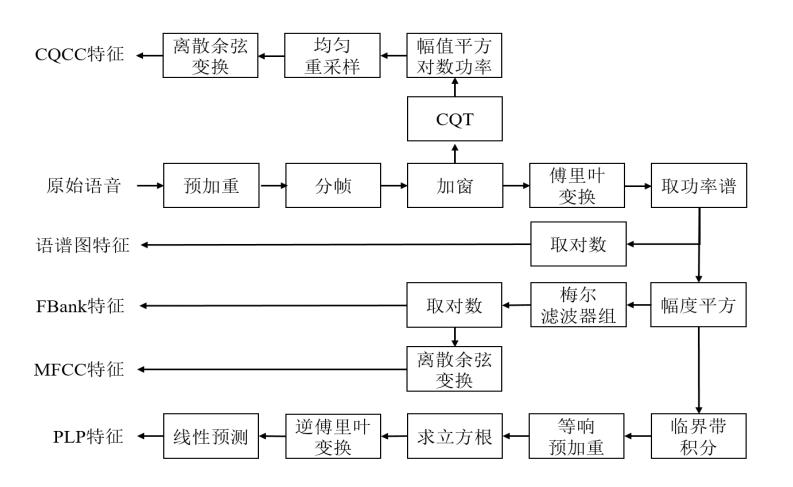 CQCC特征
离散余弦
变换
均匀
重采样
幅值平方
对数功率
CQT
原始语音
预加重
分帧
加窗
傅里叶
变换
取功率谱
语谱图特征
取对数
FBank特征
取对数
梅尔
滤波器组
幅度平方
MFCC特征
离散余弦
变换
PLP特征
线性预测
逆傅里叶
变换
求立方根
等响
预加重
临界带
积分